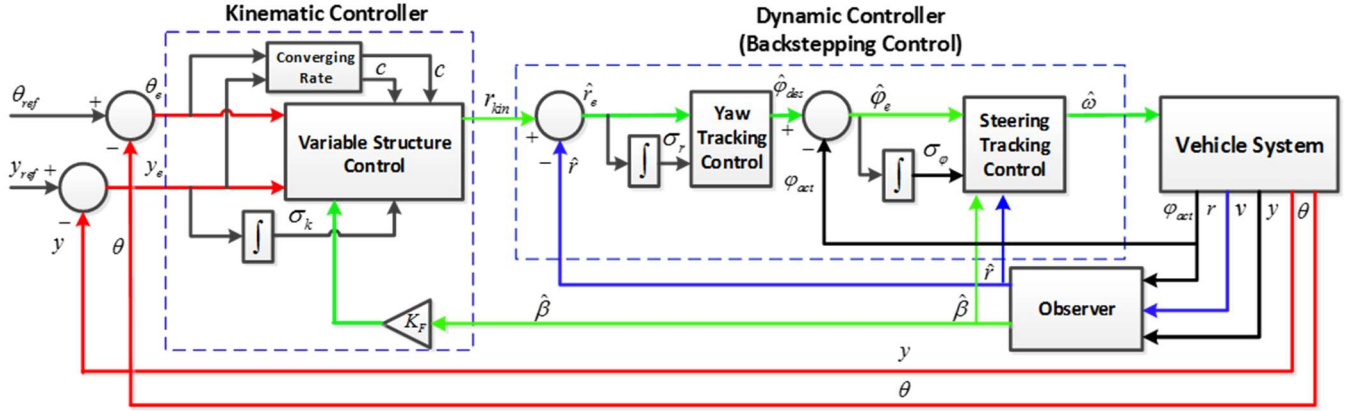 Kinematic Controller
Dynamic Controller
(Backstepping Control)
Converging
Rate
c
c
θref
+
−
θe
yref
+
−
ye
Variable Structure
Control
σk
∫
rkin
+
−
r̂
r̂e
∫
σr
Yaw
Tracking
Control
φ̂des
+
−
φact
φ̂e
∫
σφ
Steering
Tracking
Control
ω̂
Vehicle System
φact
r
v
y
θ
y
θ
r̂
β̂
β̂
KF
Observer
y
θ